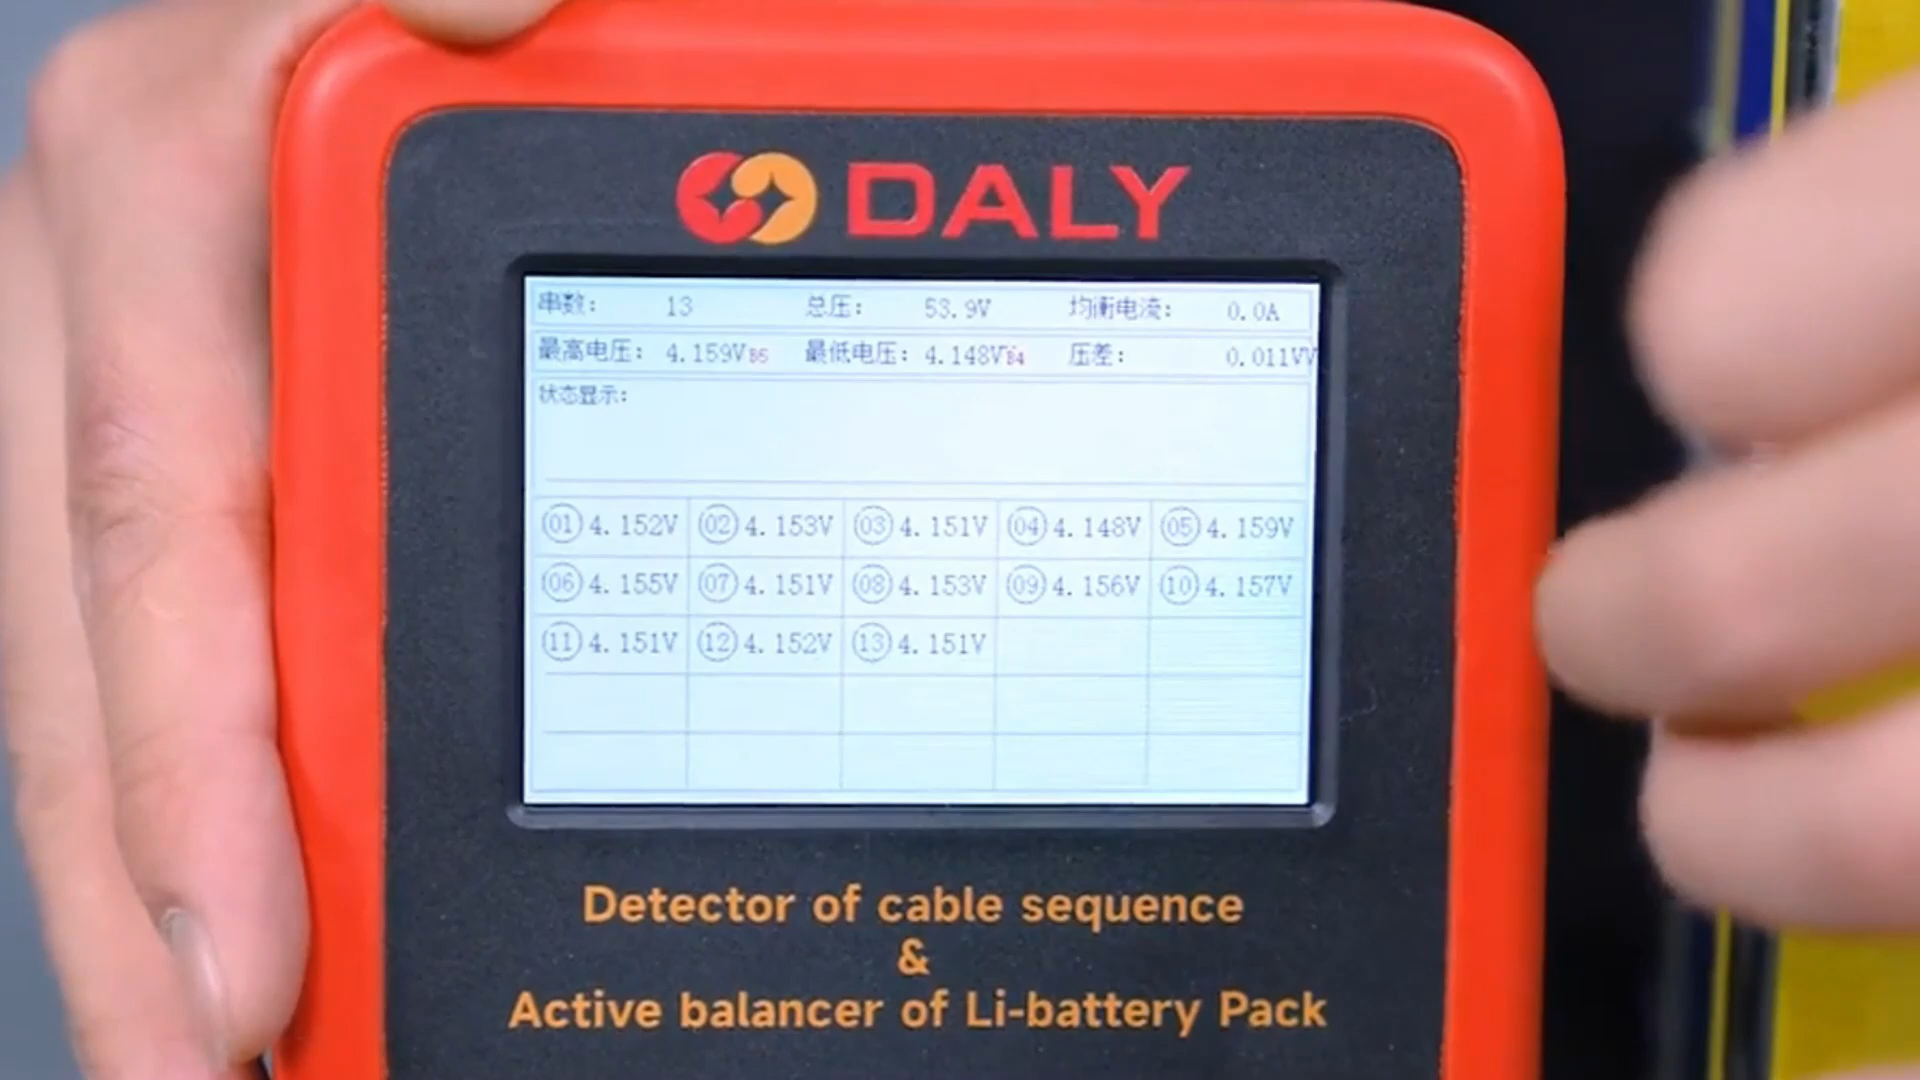 DALY
串数: 13 总压: 53.9V 均衡电流: 0.0A
最高电压: 4.159VB5 最低电压: 4.148VB4 压差: 0.011VV
状态显示:
01 4.152V 02 4.153V 03 4.151V 04 4.148V 05 4.159V
06 4.155V 07 4.151V 08 4.153V 09 4.156V 10 4.157V
11 4.151V 12 4.152V 13 4.151V
Detector of cable sequence
&
Active balancer of Li-battery Pack